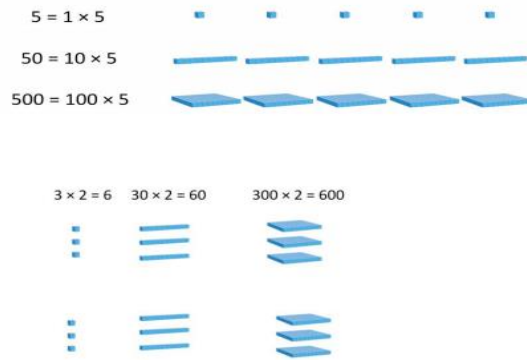 5 = 1 × 5
50 = 10 × 5
500 = 100 × 5
3 × 2 = 6 30 × 2 = 60 300 × 2 = 600